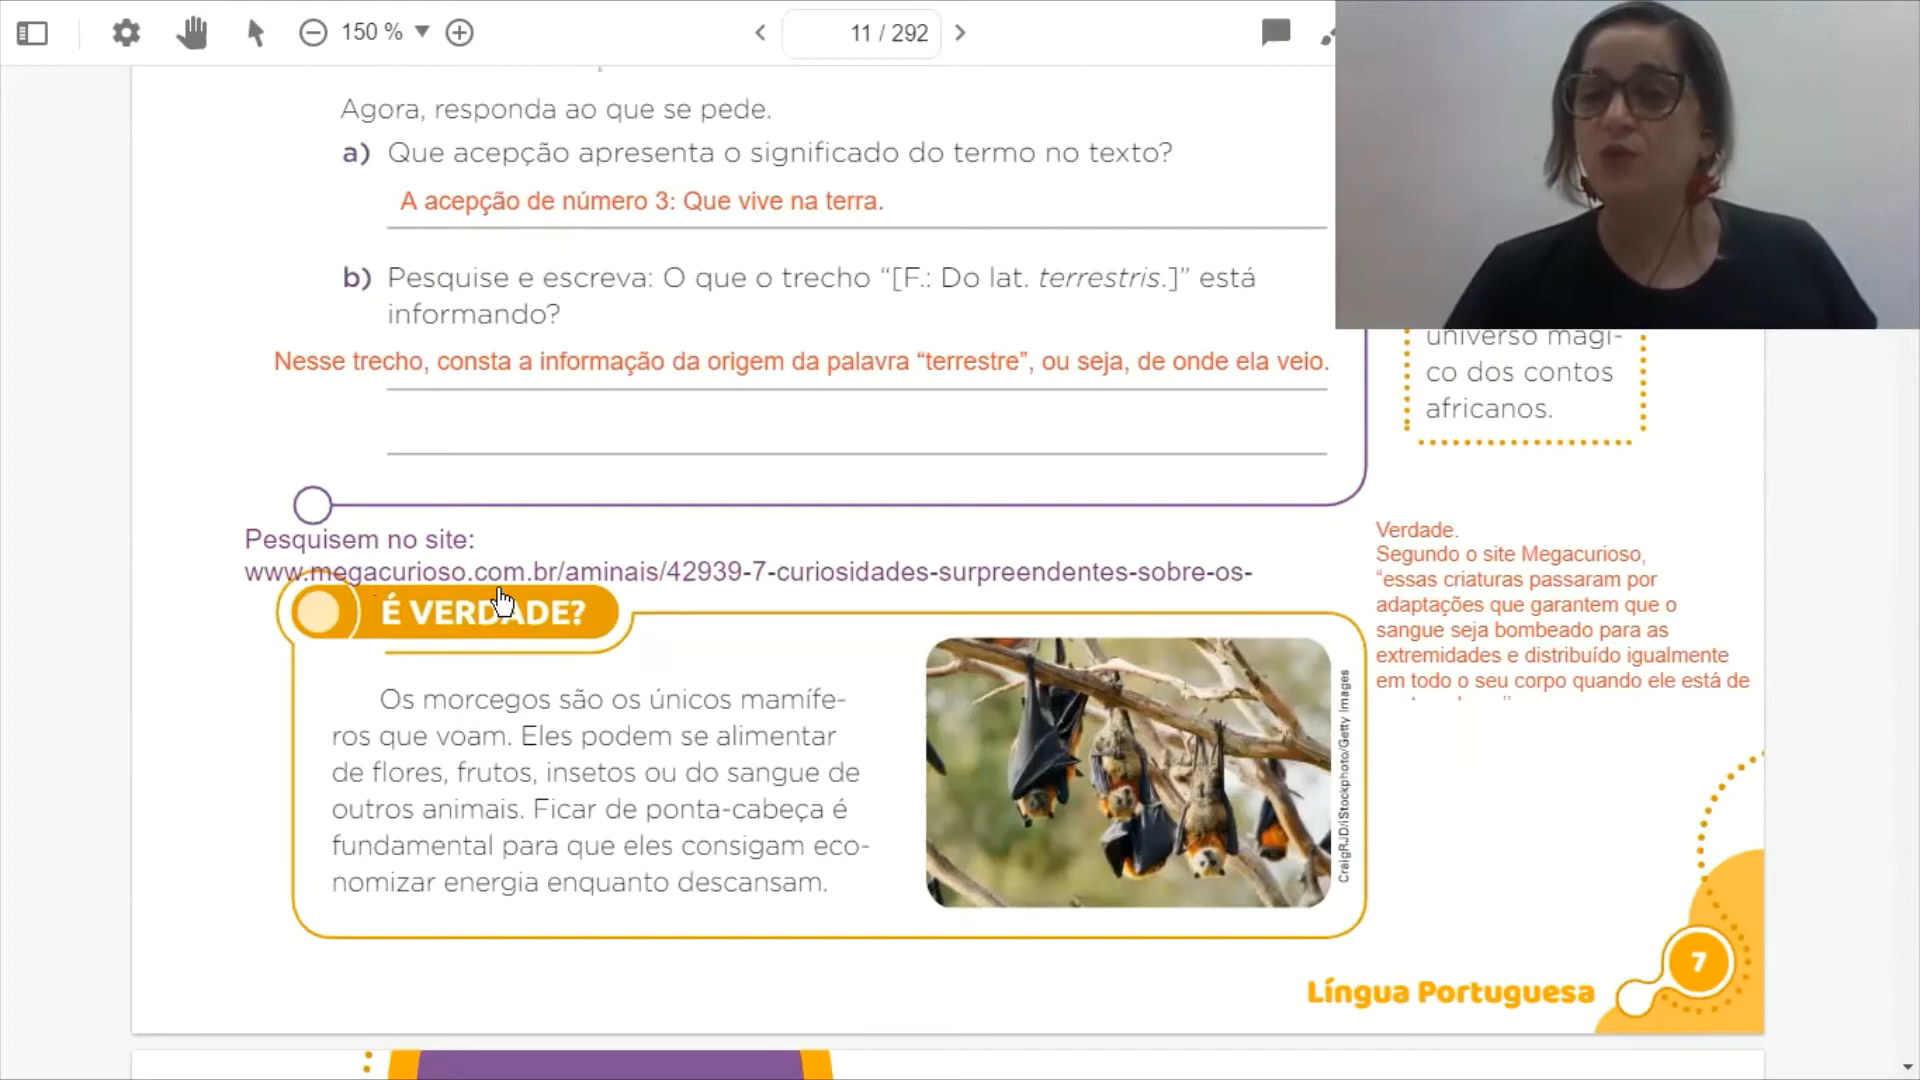 150 %
11 / 292
Agora, responda ao que se pede.
a) Que acepção apresenta o significado do termo no texto?
A acepção de número 3: Que vive na terra.
b) Pesquise e escreva: O que o trecho “[F.: Do lat. terrestris.]” está
informando?
Nesse trecho, consta a informação da origem da palavra “terrestre”, ou seja, de onde ela veio.
universo mági-
co dos contos
africanos.
Pesquisem no site:
www.megacurioso.com.br/aminais/42939-7-curiosidades-surpreendentes-sobre-os-
Verdade.
Segundo o site Megacurioso,
“essas criaturas passaram por
adaptações que garantem que o
sangue seja bombeado para as
extremidades e distribuído igualmente
em todo o seu corpo quando ele está de
É VERDADE?
Os morcegos são os únicos mamífe-
ros que voam. Eles podem se alimentar
de flores, frutos, insetos ou do sangue de
outros animais. Ficar de ponta-cabeça é
fundamental para que eles consigam eco-
nomizar energia enquanto descansam.
CraigRJD/iStockphoto/Getty Images
Língua Portuguesa
7